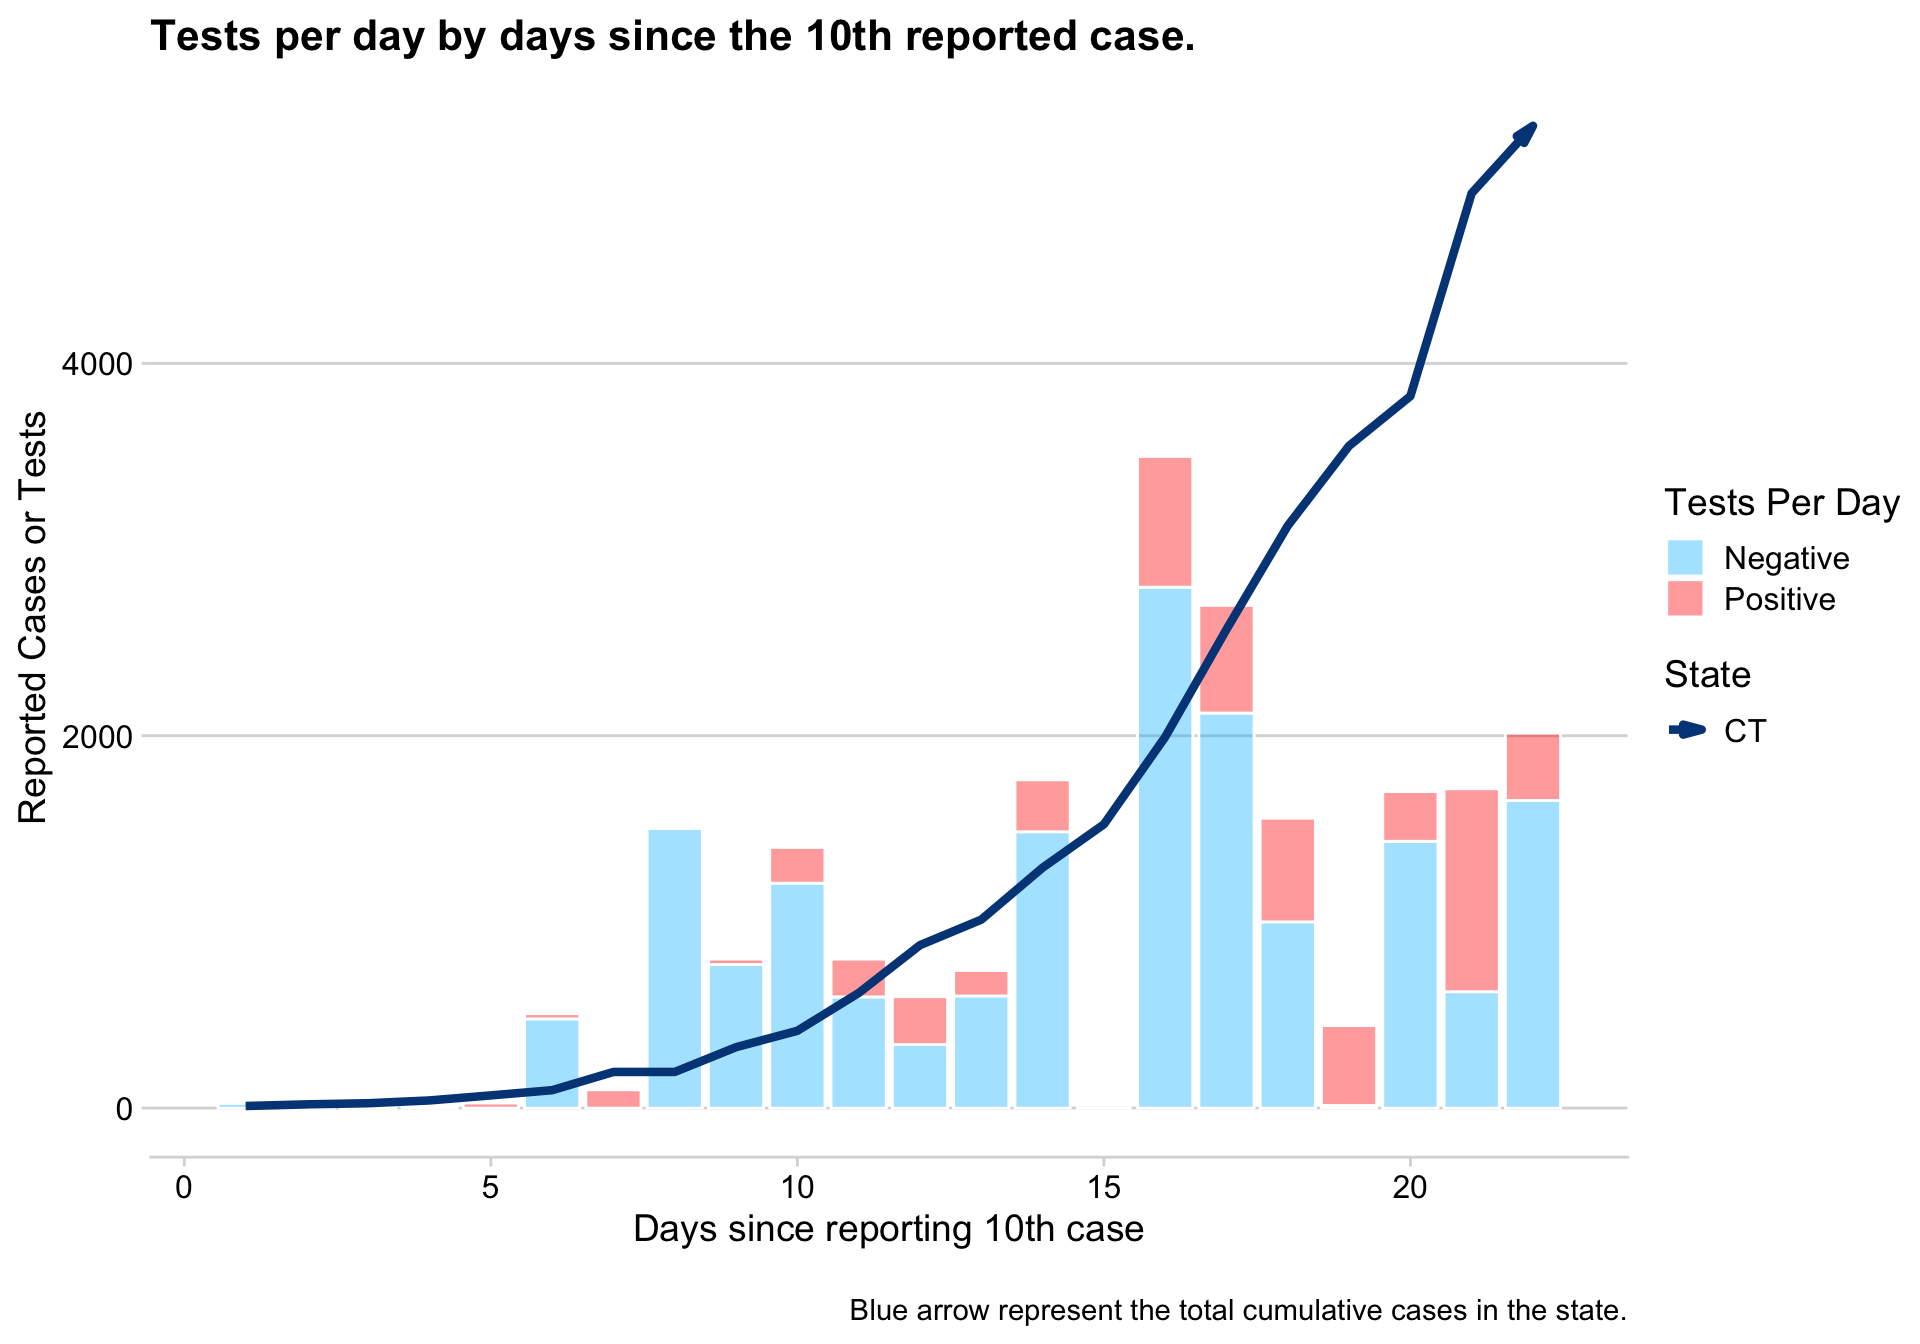 Tests per day by days since the 10th reported case.
Reported Cases or Tests
4000
2000
0
0
5
10
15
20
Days since reporting 10th case
Tests Per Day
Negative
Positive
State
CT
Blue arrow represent the total cumulative cases in the state.